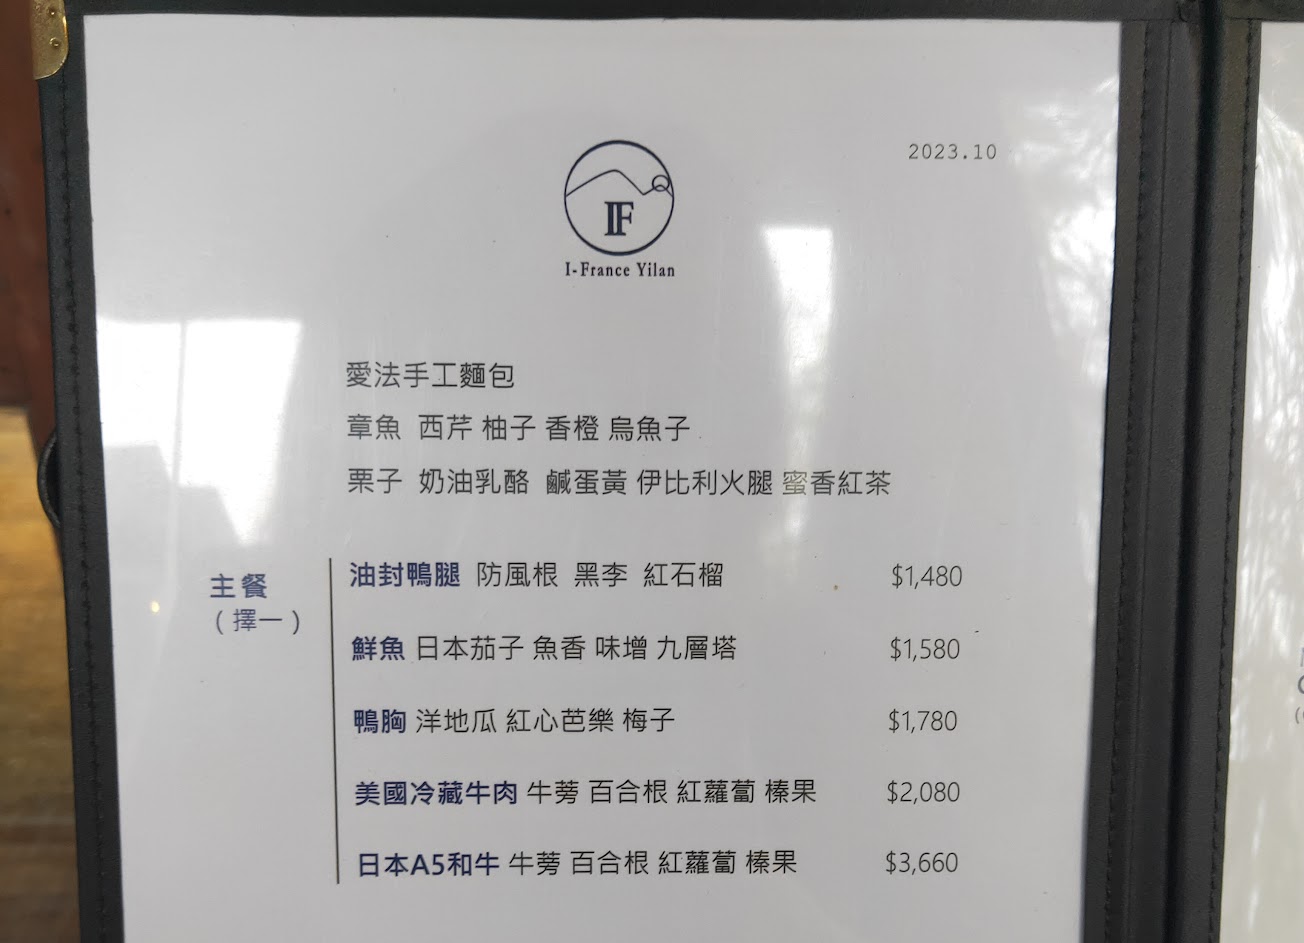 2023.10
IF
I-France Yilan
愛法手工麵包
章魚 西芹 柚子 香橙 烏魚子
栗子 奶油乳酪 鹹蛋黃 伊比利火腿 蜜香紅茶
主餐
（擇一）
油封鴨腿 防風根 黑李 紅石榴 $1,480
鮮魚 日本茄子 魚香 味增 九層塔 $1,580
鴨胸 洋地瓜 紅心芭樂 梅子 $1,780
美國冷藏牛肉 牛蒡 百合根 紅蘿蔔 榛果 $2,080
日本A5和牛 牛蒡 百合根 紅蘿蔔 榛果 $3,660